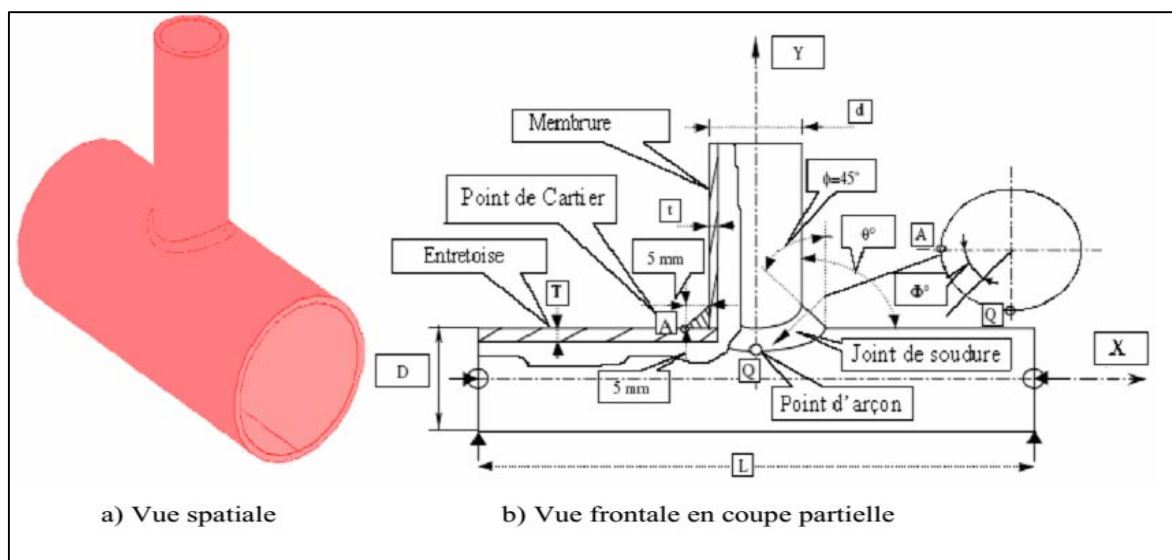 Y
d
Membrure
ϕ=45°
Point de Cartier
t
θ°
A
5 mm
Entretoise
T
Φ°
A
Q
Joint de soudure
X
D
Q
5 mm
Point d'arçon
L
a) Vue spatiale
b) Vue frontale en coupe partielle